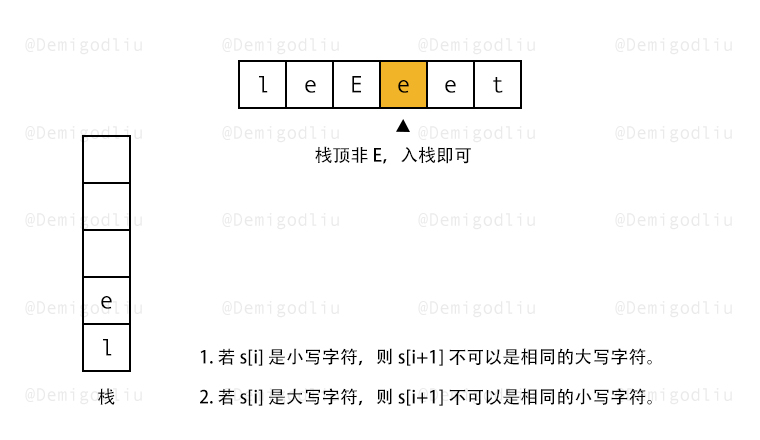 @Demigodliu @Demigodliu @Demigodliu @Demigodliu
l e E e e t
@Demigodliu @Demigodliu @Demigodliu @Demigodliu
栈顶非 E，入栈即可
@Demigodliu @Demigodliu @Demigodliu @Demigodliu
e
@Demigodliu @Demigodliu @Demigodliu @Demigodliu
l
1. 若 s[i] 是小写字符，则 s[i+1] 不可以是相同的大写字符。
栈
2. 若 s[i] 是大写字符，则 s[i+1] 不可以是相同的小写字符。
@Demigodliu @Demigodliu @Demigodliu @Demigodliu